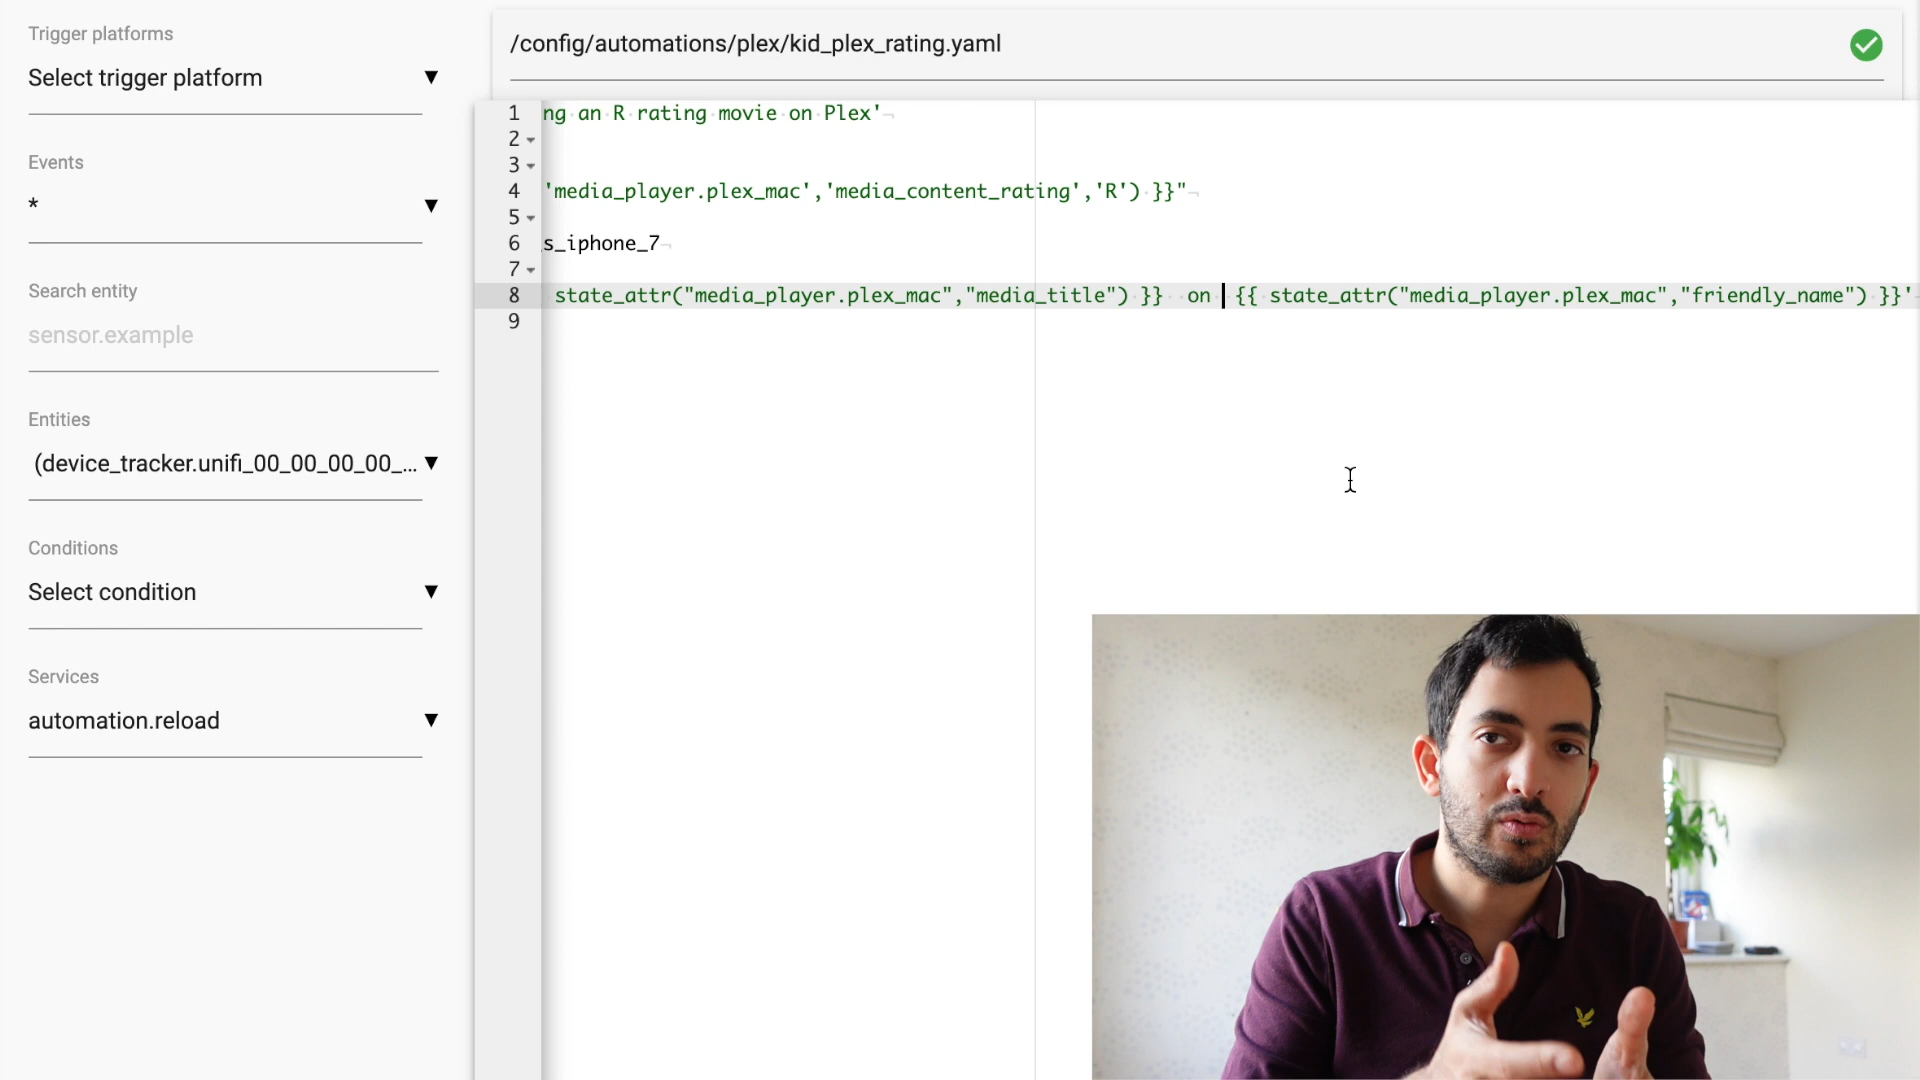 Trigger platforms
Select trigger platform
Events
*
Search entity
sensor.example
Entities
(device_tracker.unifi_00_00_00_00_...
Conditions
Select condition
Services
automation.reload
/config/automations/plex/kid_plex_rating.yaml
1 ng an R rating movie on Plex'
2
3
4 'media_player.plex_mac','media_content_rating','R') }}"
5
6 s_iphone_7
7
8 state_attr("media_player.plex_mac","media_title") }}  on  {{ state_attr("media_player.plex_mac","friendly_name") }}'
9